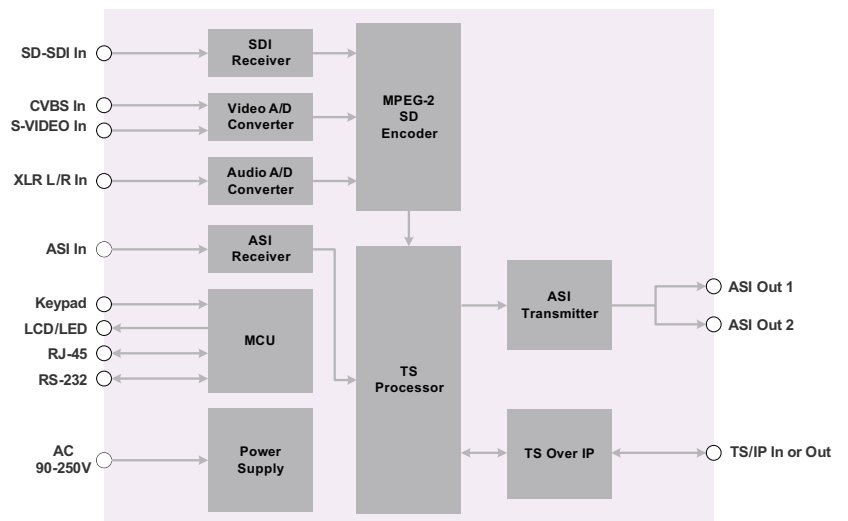 SD-SDI In
CVBS In
S-VIDEO In
XLR L/R In
ASI In
Keypad
LCD/LED
RJ-45
RS-232
AC
90-250V
SDI
Receiver
Video A/D
Converter
Audio A/D
Converter
ASI
Receiver
MCU
Power
Supply
MPEG-2
SD
Encoder
TS
Processor
ASI
Transmitter
TS Over IP
ASI Out 1
ASI Out 2
TS/IP In or Out